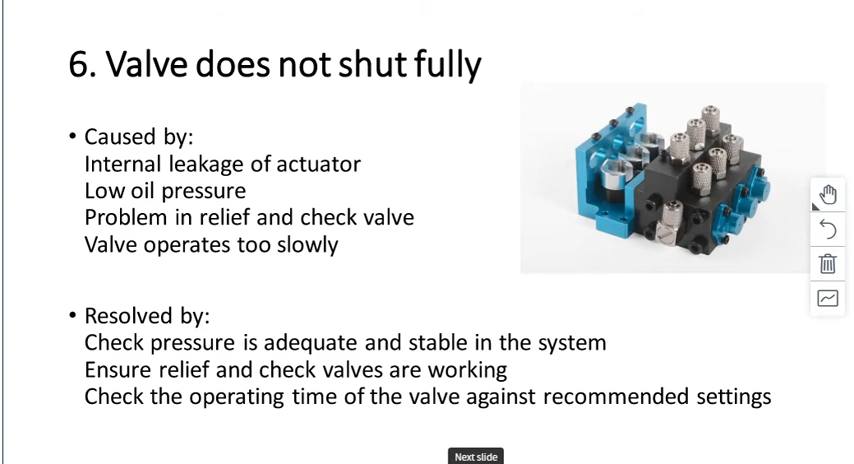 6. Valve does not shut fully
• Caused by:
Internal leakage of actuator
Low oil pressure
Problem in relief and check valve
Valve operates too slowly
• Resolved by:
Check pressure is adequate and stable in the system
Ensure relief and check valves are working
Check the operating time of the valve against recommended settings
Next slide